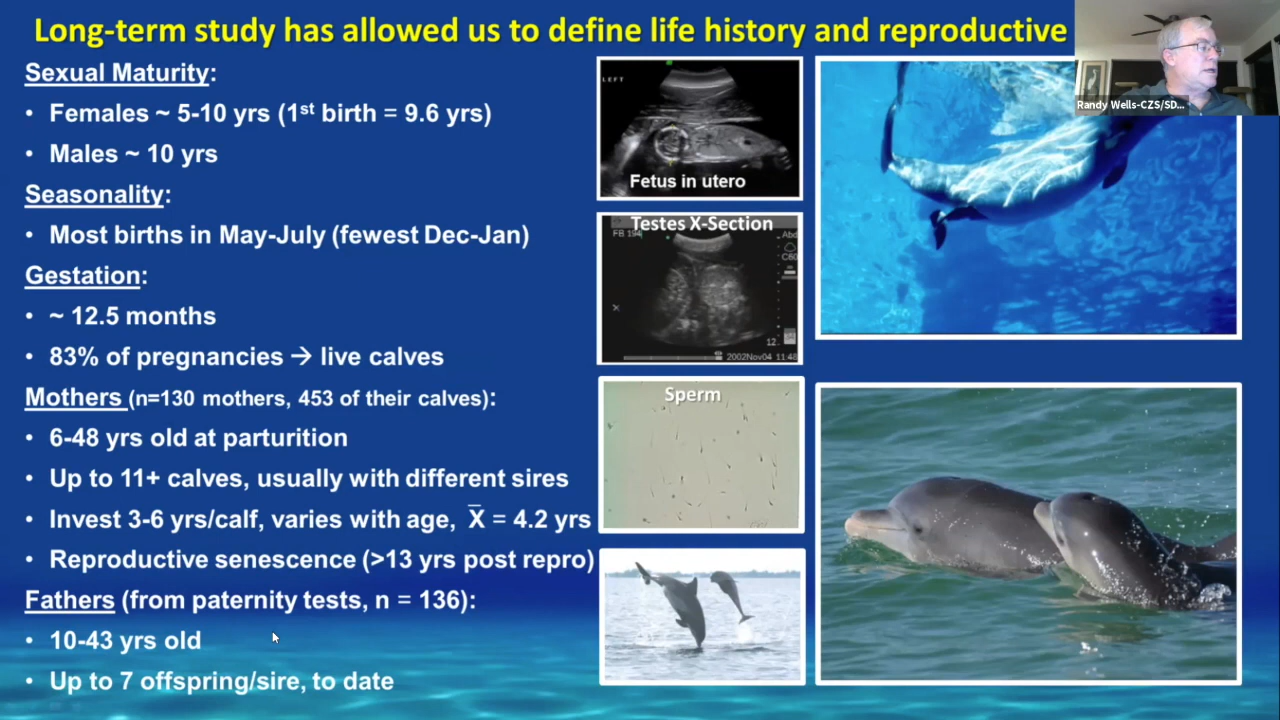 Long-term study has allowed us to define life history and reproductive
Randy Wells-CZS/SD...
Sexual Maturity:
• Females ~ 5-10 yrs (1st birth = 9.6 yrs)
• Males ~ 10 yrs
Seasonality:
• Most births in May-July (fewest Dec-Jan)
Gestation:
• ~ 12.5 months
• 83% of pregnancies → live calves
Mothers (n=130 mothers, 453 of their calves):
• 6-48 yrs old at parturition
• Up to 11+ calves, usually with different sires
• Invest 3-6 yrs/calf, varies with age, X̄ = 4.2 yrs
• Reproductive senescence (>13 yrs post repro)
Fathers (from paternity tests, n = 136):
• 10-43 yrs old
• Up to 7 offspring/sire, to date
LEFT
Fetus in utero
Testes X-Section
FB 194
Abd
C60
12
2002Nov04 11:48
Sperm